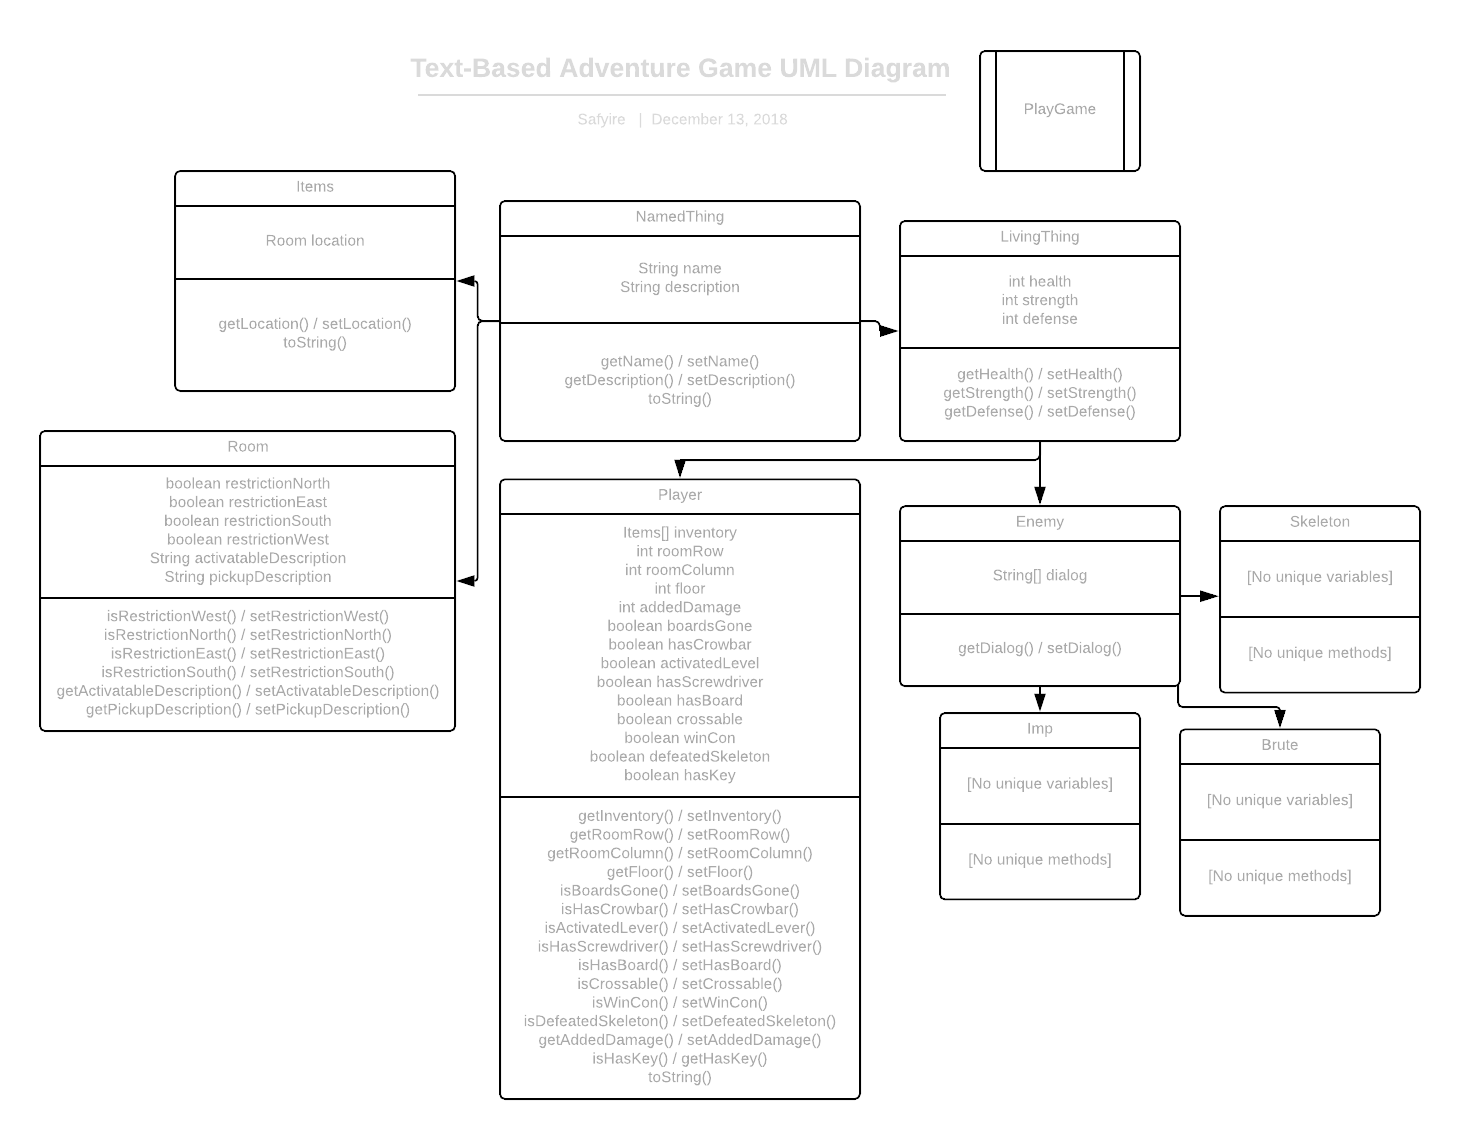 Text-Based Adventure Game UML Diagram
Safyire | December 13, 2018
PlayGame
Items
Room location
getLocation() / setLocation()
toString()
NamedThing
String name
String description
getName() / setName()
getDescription() / setDescription()
toString()
LivingThing
int health
int strength
int defense
getHealth() / setHealth()
getStrength() / setStrength()
getDefense() / setDefense()
Room
boolean restrictionNorth
boolean restrictionEast
boolean restrictionSouth
boolean restrictionWest
String activatableDescription
String pickupDescription
isRestrictionWest() / setRestrictionWest()
isRestrictionNorth() / setRestrictionNorth()
isRestrictionEast() / setRestrictionEast()
isRestrictionSouth() / setRestrictionSouth()
getActivatableDescription() / setActivatableDescription()
getPickupDescription() / setPickupDescription()
Player
Items[] inventory
int roomRow
int roomColumn
int floor
int addedDamage
boolean boardsGone
boolean hasCrowbar
boolean activatedLevel
boolean hasScrewdriver
boolean hasBoard
boolean crossable
boolean winCon
boolean defeatedSkeleton
boolean hasKey
getInventory() / setInventory()
getRoomRow() / setRoomRow()
getRoomColumn() / setRoomColumn()
getFloor() / setFloor()
isBoardsGone() / setBoardsGone()
isHasCrowbar() / setHasCrowbar()
isActivatedLever() / setActivatedLever()
isHasScrewdriver() / setHasScrewdriver()
isHasBoard() / setHasBoard()
isCrossable() / setCrossable()
isWinCon() / setWinCon()
isDefeatedSkeleton() / setDefeatedSkeleton()
getAddedDamage() / setAddedDamage()
isHasKey() / getHasKey()
toString()
Enemy
String[] dialog
getDialog() / setDialog()
Skeleton
[No unique variables]
[No unique methods]
Imp
[No unique variables]
[No unique methods]
Brute
[No unique variables]
[No unique methods]